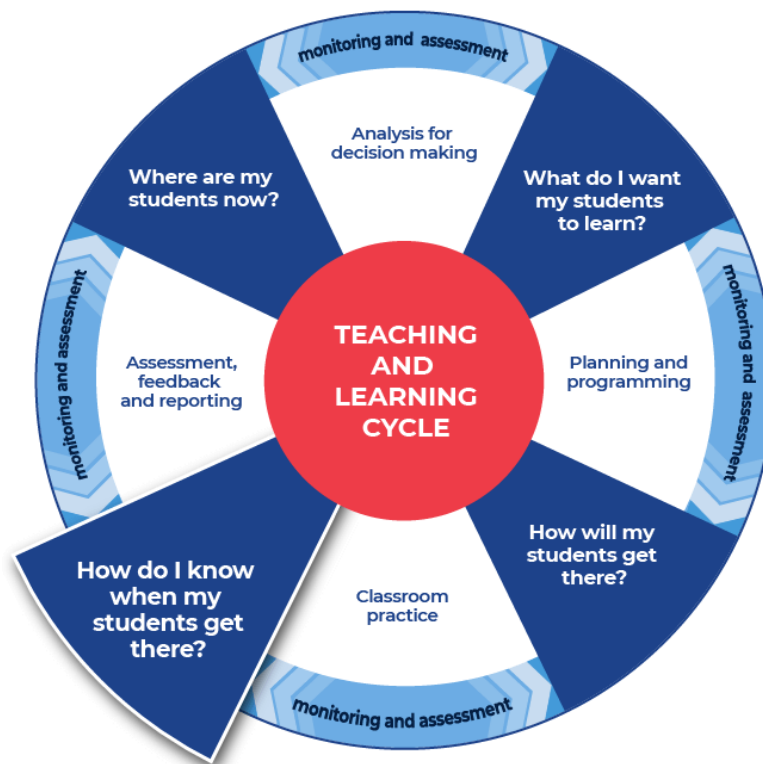 monitoring and assessment
Analysis for
decision making
Where are my
students now?
What do I want
my students
to learn?
monitoring and assessment
monitoring and assessment
TEACHING
AND
LEARNING
CYCLE
Assessment,
feedback
and reporting
Planning and
programming
How will my
students get
there?
How do I know
when my
students get
there?
Classroom
practice
monitoring and assessment